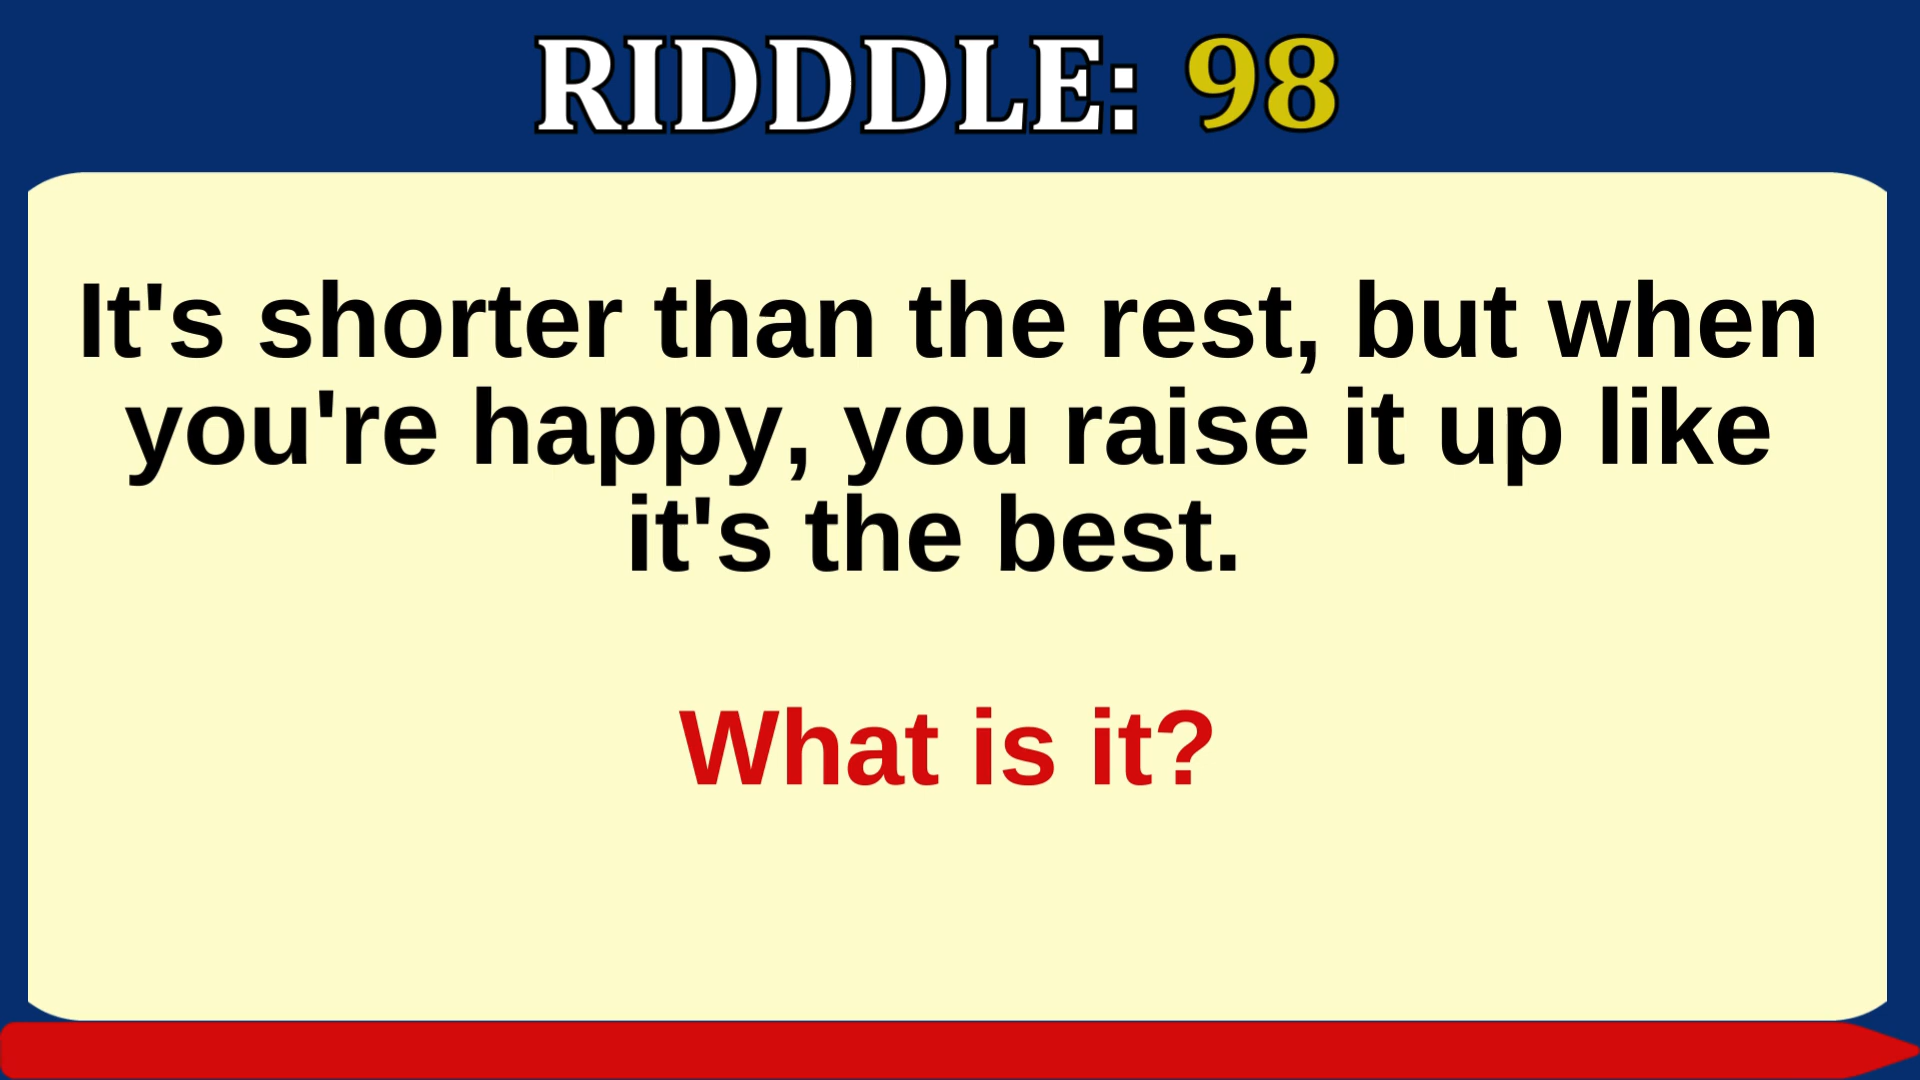 RIDDDLE: 98
It's shorter than the rest, but when
you're happy, you raise it up like
it's the best.
What is it?